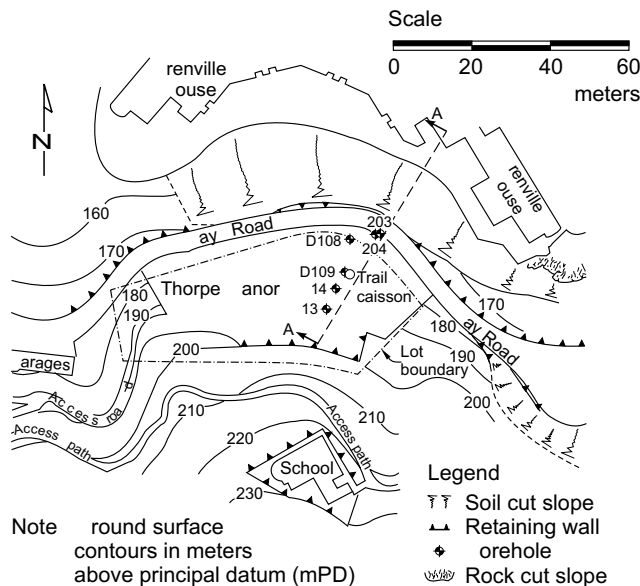 Scale
0 20 40 60
meters
renville
ouse
A
N
renville
ouse
160
203
ay Road
D108
204
170
D109
Trail
caisson
180
Thorpe anor
14
170
190
13
180
ay Road
A
200
190
Lot
boundary
arages
200
Access road
210
210
Access path
Access path
220
School
230
Legend
Soil cut slope
Retaining wall
orehole
Rock cut slope
Note round surface
contours in meters
above principal datum (mPD)